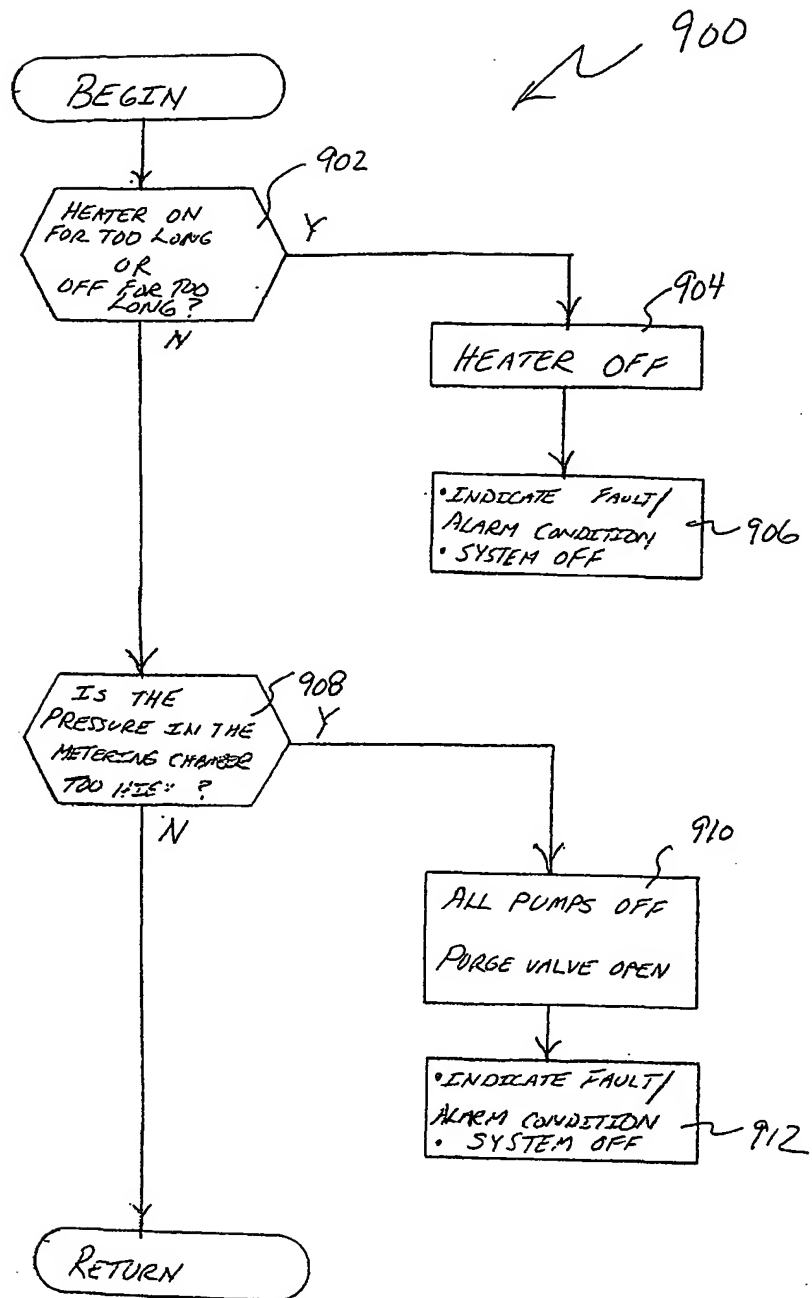 900
BEGIN
902
HEATER ON
FOR TOO LONG
OR
OFF FOR TOO
LONG?
Y
N
904
HEATER OFF
• INDICATE FAULT/
ALARM CONDITION
• SYSTEM OFF
906
IS THE
PRESSURE IN THE
METERING CHAMBER
TOO ?
908
Y
N
910
ALL PUMPS OFF
PURGE VALVE OPEN
• INDICATE FAULT/
ALARM CONDITION
• SYSTEM OFF
912
RETURN